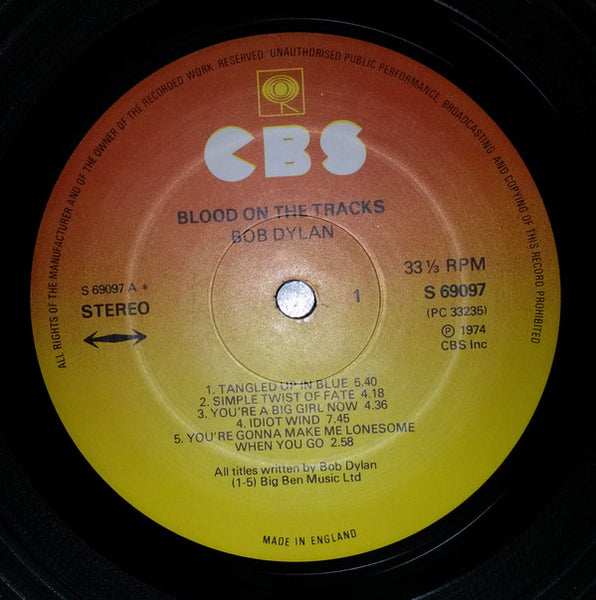 ALL RIGHTS OF THE MANUFACTURER AND OF THE OWNER OF THE RECORDED WORK RESERVED UNAUTHORISED PUBLIC PERFORMANCE BROADCASTING AND COPYING OF THIS RECORD PROHIBITED
CBS
BLOOD ON THE TRACKS
BOB DYLAN
33⅓ RPM
S 69097 A *
STEREO
1
S 69097
(PC 33235)
℗ 1974
CBS Inc
1. TANGLED UP IN BLUE 5.40
2. SIMPLE TWIST OF FATE 4.18
3. YOU'RE A BIG GIRL NOW 4.36
4. IDIOT WIND 7.45
5. YOU'RE GONNA MAKE ME LONESOME
WHEN YOU GO 2.58
All titles written by Bob Dylan
(1-5) Big Ben Music Ltd
MADE IN ENGLAND